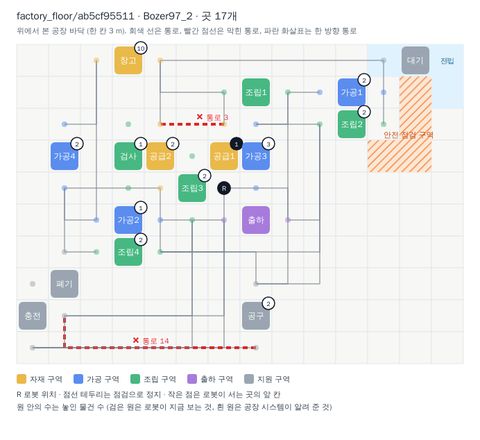 factory_floor/ab5cf95511 · Bozer97_2 · 곳 17개
위에서 본 공장 바닥 (한 칸 3 m). 회색 선은 통로, 빨간 점선은 막힌 통로, 파란 화살표는 한 방향 통로
창고 10
대기
전립
조립1
가공1 2
조립2 2
통로 3
안전 점검 구역
가공4 2
검사 1
공급2 2
공급1 1
가공3 3
조립3 2
R
가공2 1
출하
조립4 2
폐기
충전
공구 2
통로 14
자재 구역
가공 구역
조립 구역
출하 구역
지원 구역
R 로봇 위치 · 점선 테두리는 점검으로 정지 · 작은 점은 로봇이 서는 곳의 앞 칸
원 안의 수는 놓인 물건 수 (검은 원은 로봇이 지금 보는 것, 흰 원은 공장 시스템이 알려 준 것)